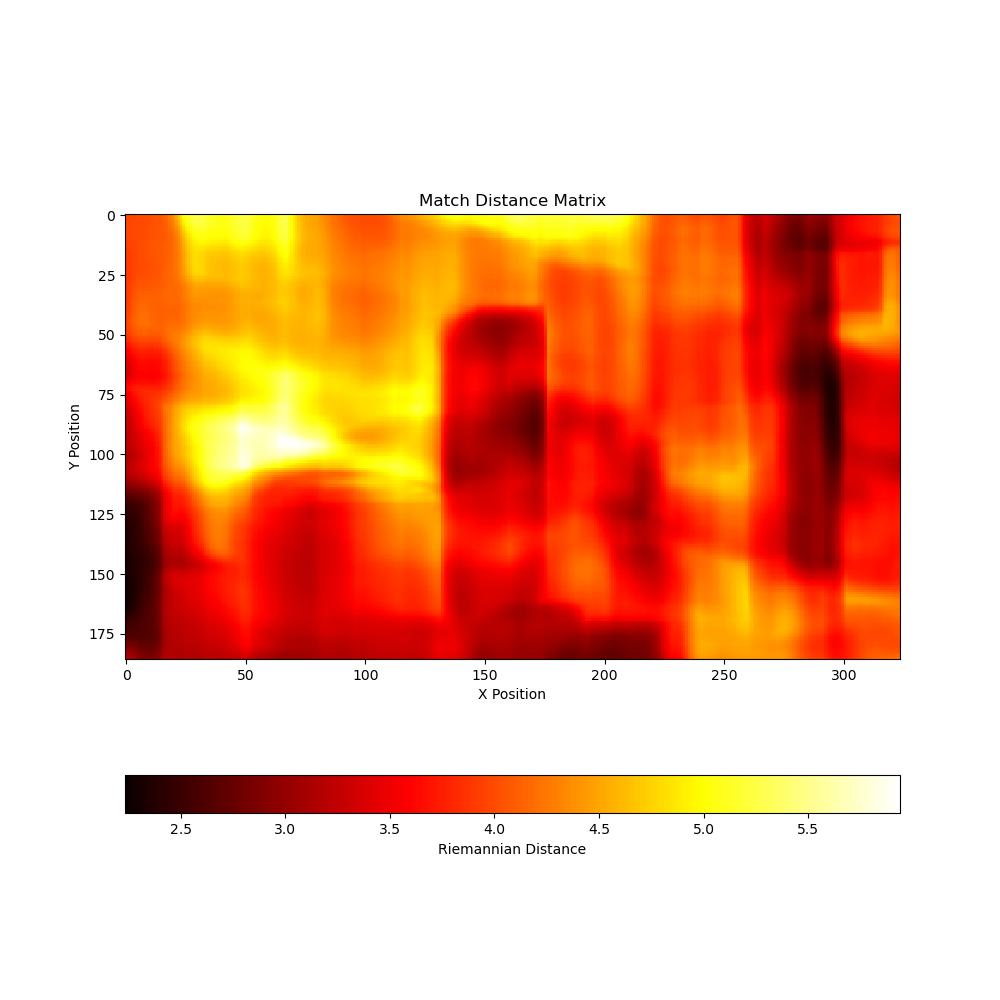 Match Distance Matrix
0
25
50
75
100
125
150
175
Y Position
0 50 100 150 200 250 300
X Position
2.5 3.0 3.5 4.0 4.5 5.0 5.5
Riemannian Distance